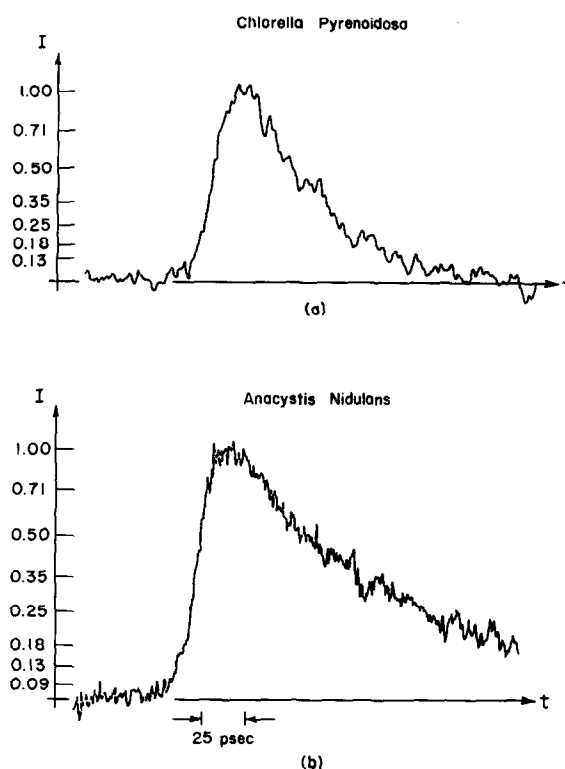 Chlorella Pyrenoidosa
I
1.00
0.71
0.50
0.35
0.25
0.18
0.13
(a)
Anacystis Nidulans
I
1.00
0.71
0.50
0.35
0.25
0.18
0.13
0.09
t
25 psec
(b)